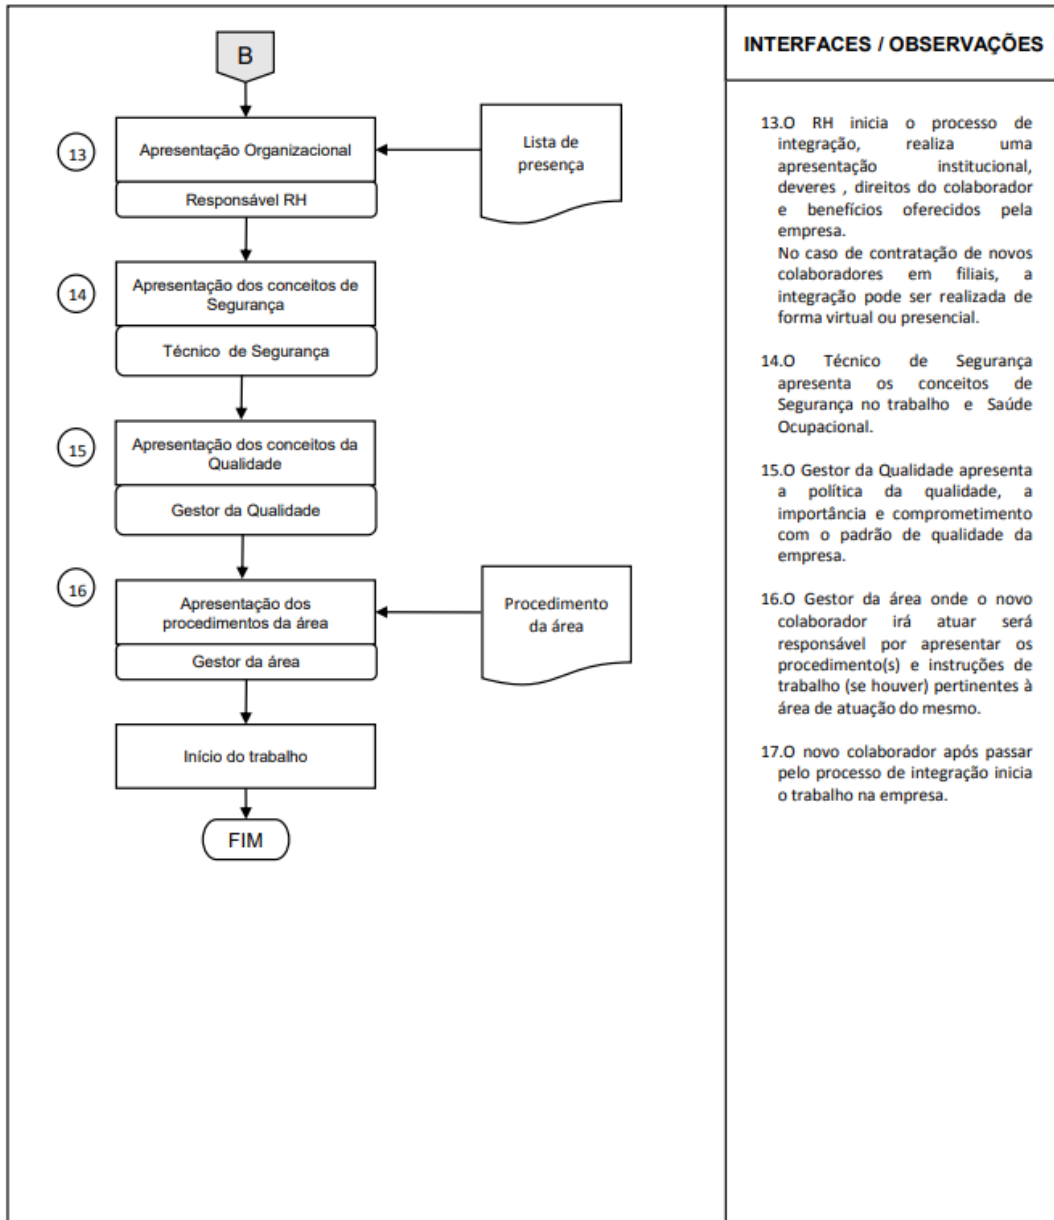 B
13
Apresentação Organizacional
Responsável RH
Lista de
presença
14
Apresentação dos conceitos de
Segurança
Técnico de Segurança
15
Apresentação dos conceitos da
Qualidade
Gestor da Qualidade
16
Apresentação dos
procedimentos da área
Gestor da área
Procedimento
da área
Início do trabalho
FIM
INTERFACES / OBSERVAÇÕES
13.O RH inicia o processo de
integração, realiza uma
apresentação institucional,
deveres , direitos do colaborador
e benefícios oferecidos pela
empresa.
No caso de contratação de novos
colaboradores em filiais, a
integração pode ser realizada de
forma virtual ou presencial.
14.O Técnico de Segurança
apresenta os conceitos de
Segurança no trabalho e Saúde
Ocupacional.
15.O Gestor da Qualidade apresenta
a política da qualidade, a
importância e comprometimento
com o padrão de qualidade da
empresa.
16.O Gestor da área onde o novo
colaborador irá atuar será
responsável por apresentar os
procedimento(s) e instruções de
trabalho (se houver) pertinentes à
área de atuação do mesmo.
17.O novo colaborador após passar
pelo processo de integração inicia
o trabalho na empresa.